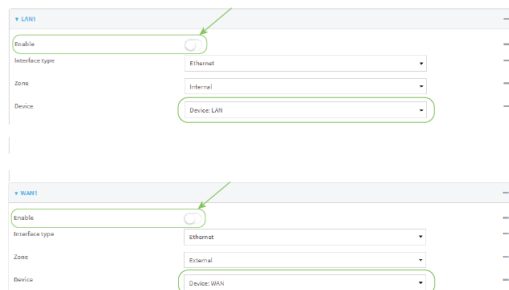 ▾ LAN1
Enable
Interface type Ethernet
Zone Internal
Device Device: LAN
▾ WAN1
Enable
Interface type Ethernet
Zone External
Device Device: WAN